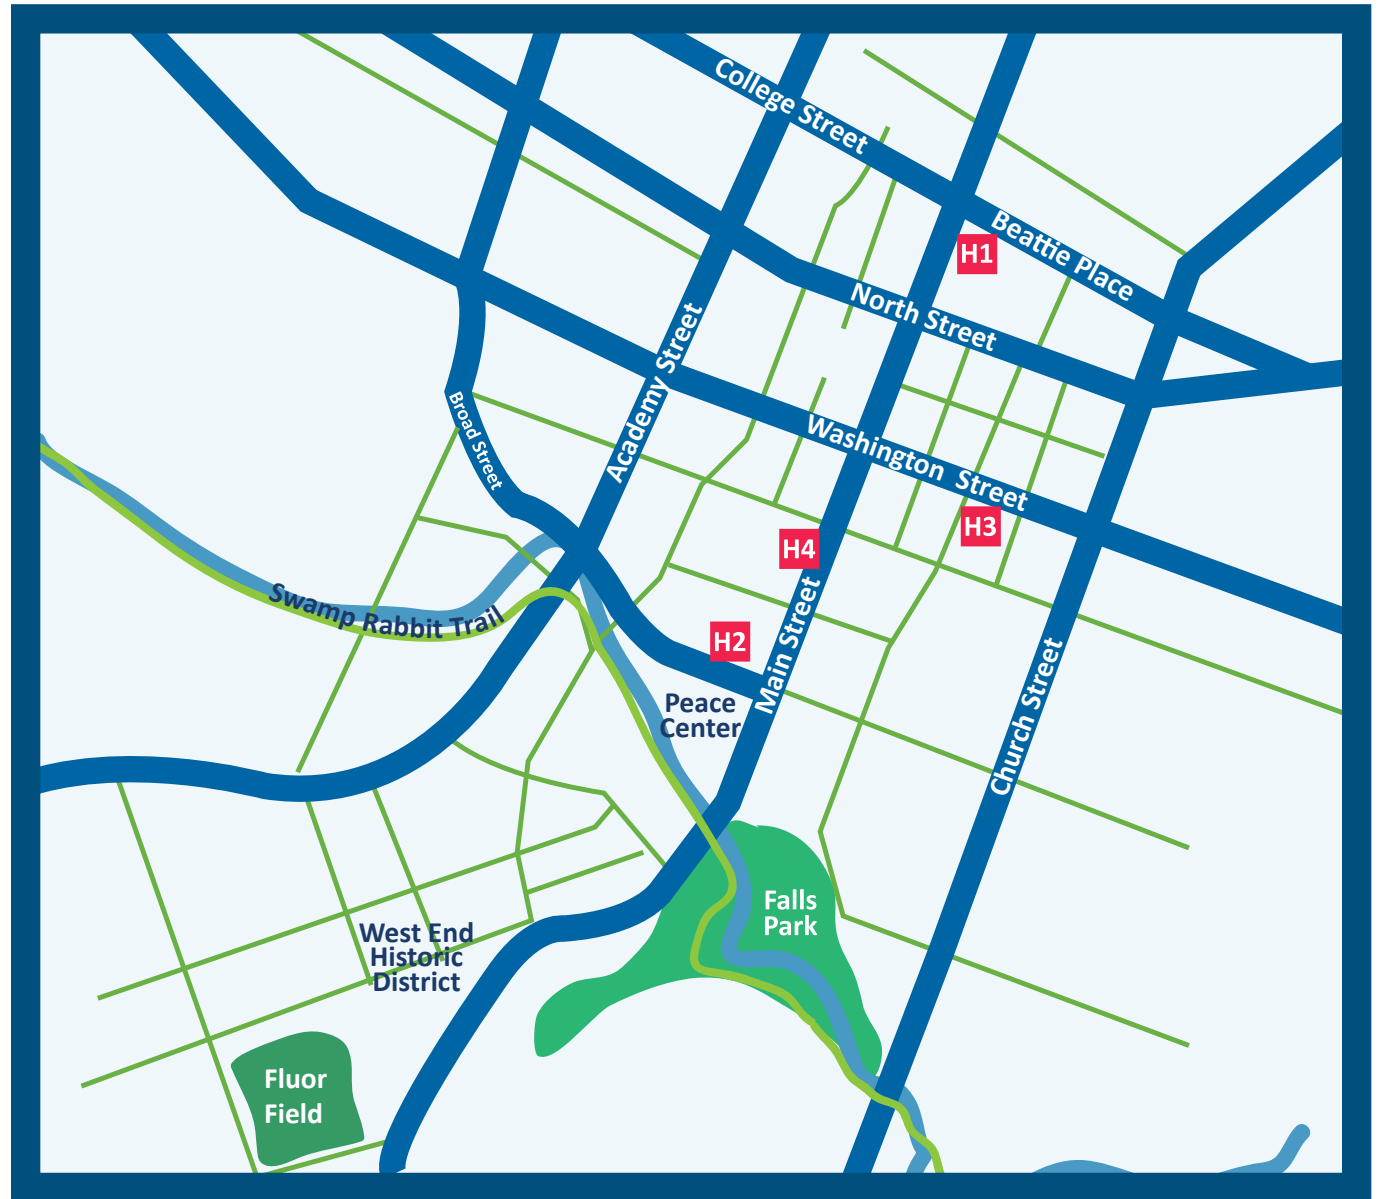 College Street
Beattie Place
H1
North Street
Academy Street
Broad Street
Washington Street
H3
H4
Swamp Rabbit Trail
H2
Main Street
Peace
Center
Church Street
Falls
Park
West End
Historic
District
Fluor
Field